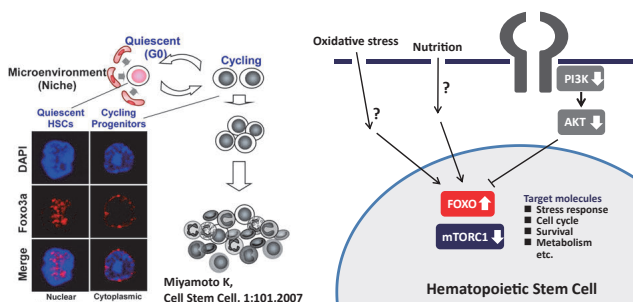 Quiescent
(G0)
Cycling
Microenvironment
(Niche)
Quiescent
HSCs
Cycling
Progenitors
DAPI
Foxo3a
Merge
Nuclear
Cytoplasmic
Miyamoto K,
Cell Stem Cell, 1:101,2007
Oxidative stress
Nutrition
?
?
PI3K
AKT
FOXO
mTORC1
Target molecules
Stress response
Cell cycle
Survival
Metabolism
etc.
Hematopoietic Stem Cell